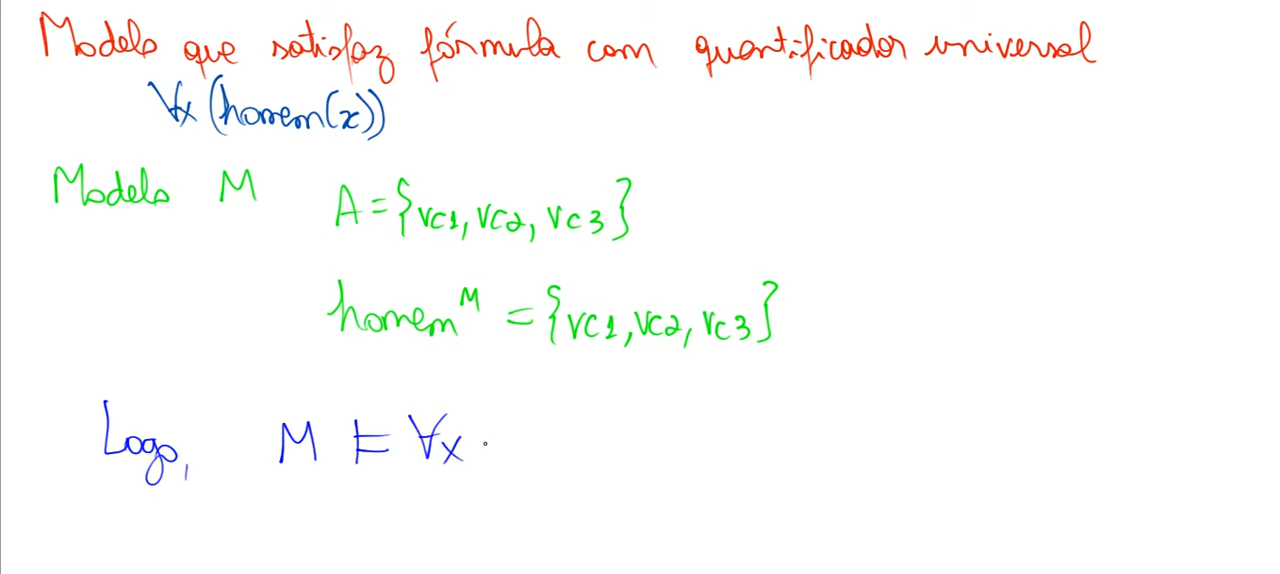 Modelo que satisfaz fórmula com quantificador universal
∀x (homem(x))
Modelo M A = {vc1, vc2, vc3}
homem^M = {vc1, vc2, vc3}
Logo, M ⊨ ∀x